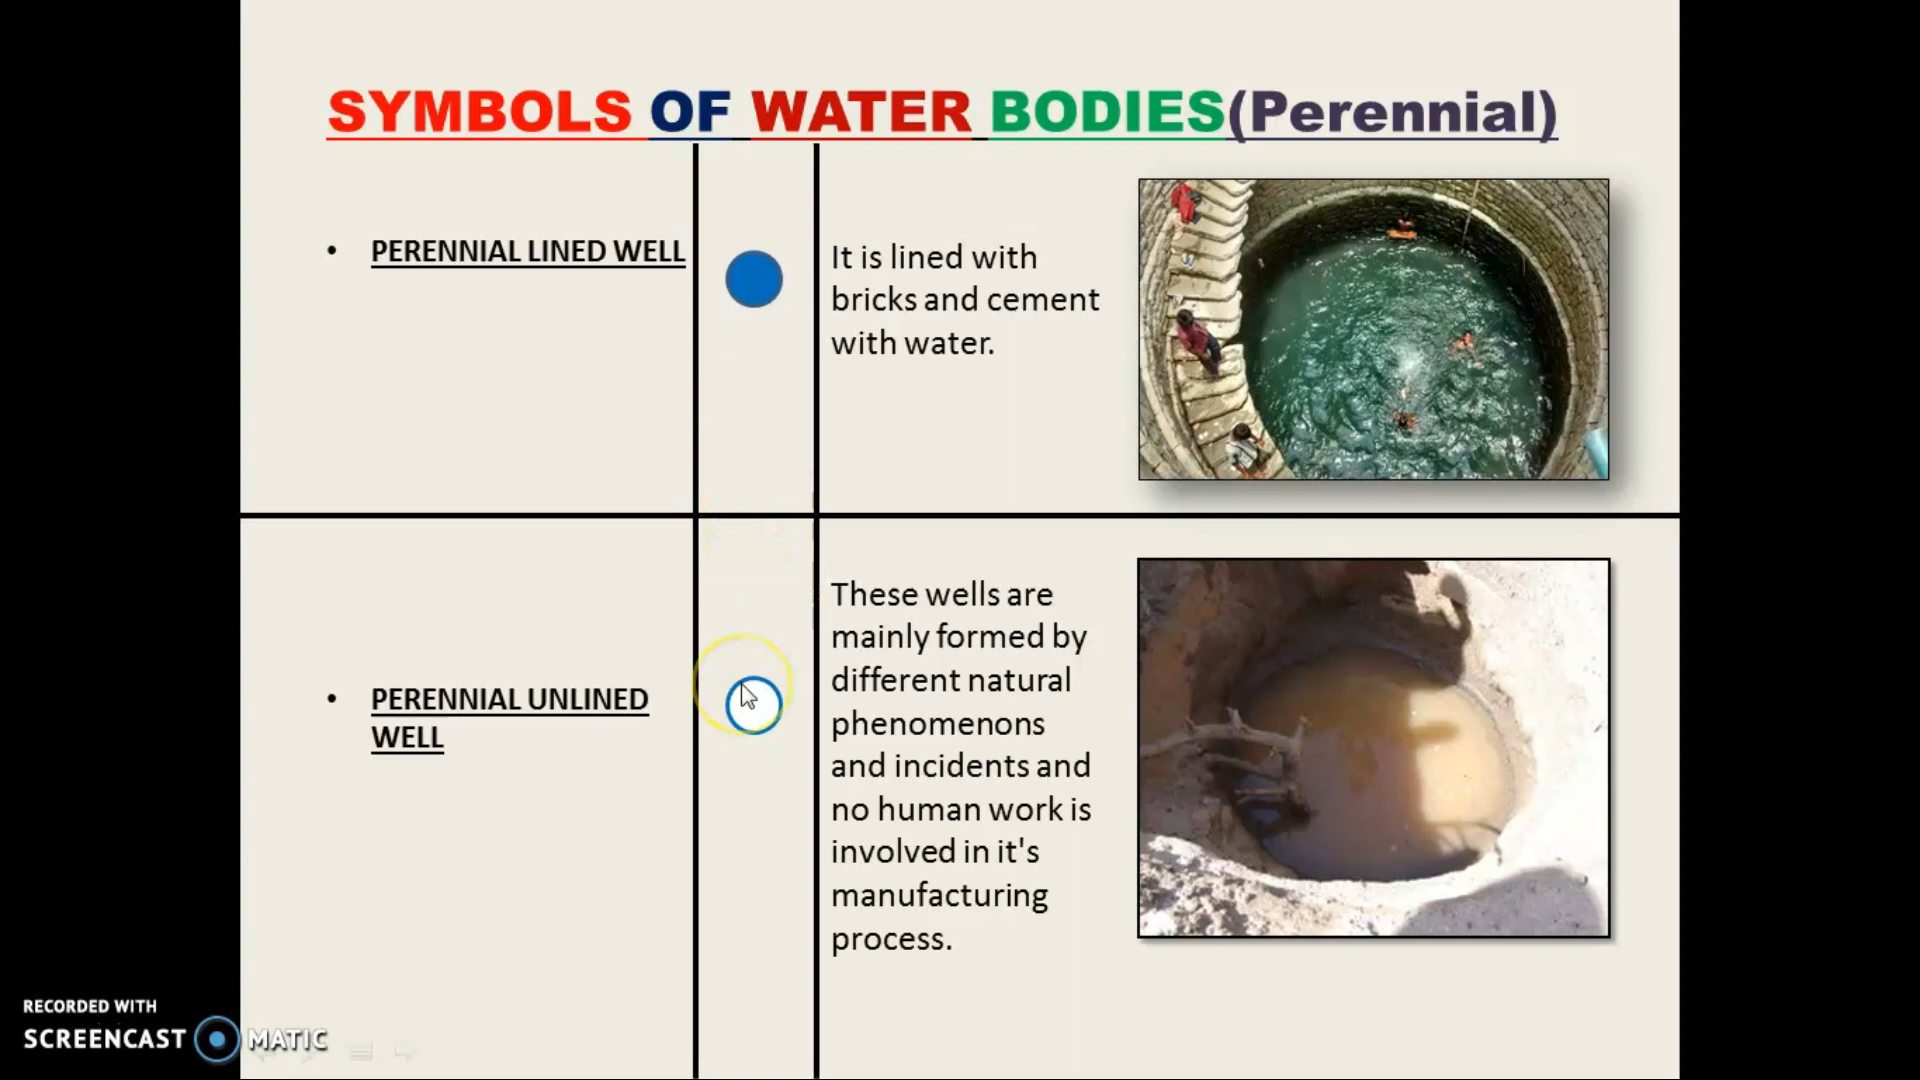 SYMBOLS OF WATER BODIES(Perennial)
• PERENNIAL LINED WELL
It is lined with
bricks and cement
with water.
• PERENNIAL UNLINED
WELL
These wells are
mainly formed by
different natural
phenomenons
and incidents and
no human work is
involved in it's
manufacturing
process.
RECORDED WITH
SCREENCAST MATIC